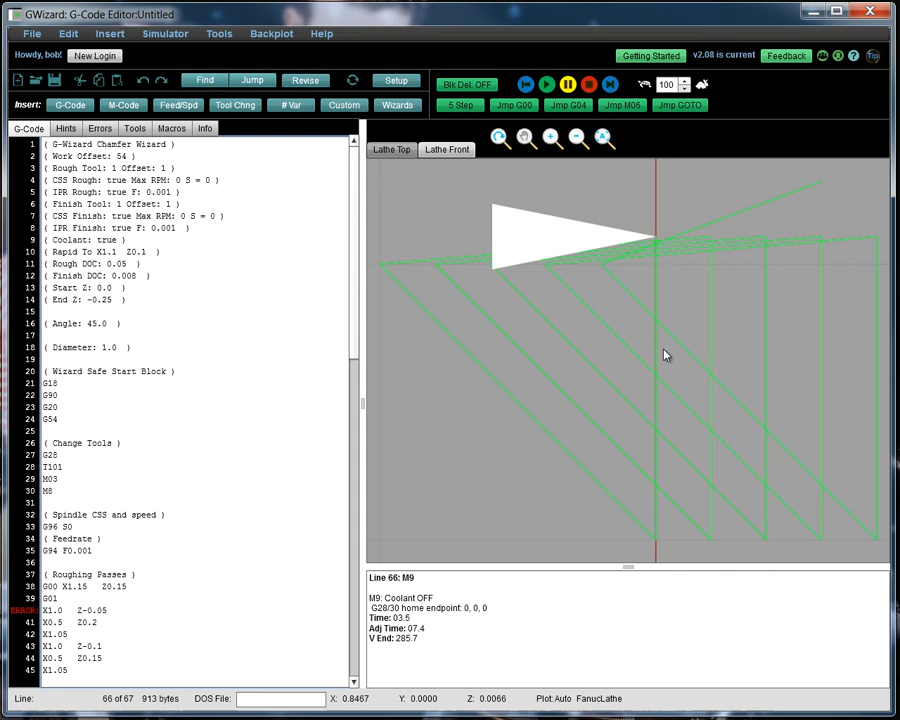 GWizard: G-Code Editor:Untitled
File Edit Insert Simulator Tools Backplot Help
Howdy, bob! New Login Getting Started v2.08 is current Feedback ? Tip
Find Jump Revise Setup Blk Del: OFF 100
Insert: G-Code M-Code Feed/Spd Tool Chng # Var Custom Wizards 5 Step Jmp G00 Jmp G04 Jmp M06 Jmp GOTO
G-Code Hints Errors Tools Macros Info
Lathe Top Lathe Front
1 ( G-Wizard Chamfer Wizard )
2 ( Work Offset: 54 )
3 ( Rough Tool: 1 Offset: 1 )
4 ( CSS Rough: true Max RPM: 0 S = 0 )
5 ( IPR Rough: true F: 0.001 )
6 ( Finish Tool: 1 Offset: 1 )
7 ( CSS Finish: true Max RPM: 0 S = 0 )
8 ( IPR Finish: true F: 0.001 )
9 ( Coolant: true )
10 ( Rapid To X1.1 Z0.1 )
11 ( Rough DOC: 0.05 )
12 ( Finish DOC: 0.008 )
13 ( Start Z: 0.0 )
14 ( End Z: -0.25 )
15
16 ( Angle: 45.0 )
17
18 ( Diameter: 1.0 )
19
20 ( Wizard Safe Start Block )
21 G18
22 G90
23 G20
24 G54
25
26 ( Change Tools )
27 G28
28 T101
29 M03
30 M8
31
32 ( Spindle CSS and speed )
33 G96 S0
34 ( Feedrate )
35 G94 F0.001
36
37 ( Roughing Passes )
38 G00 X1.15 Z0.15
39 G01
ERROR: X1.0 Z-0.05
41 X0.5 Z0.2
42 X1.05
43 X1.0 Z-0.1
44 X0.5 Z0.15
45 X1.05
Line 66: M9
M9: Coolant OFF
G28/30 home endpoint: 0, 0, 0
Time: 03.5
Adj Time: 07.4
V End: 285.7
Line: 66 of 67 913 bytes DOS File: X: 0.8467 Y: 0.0000 Z: 0.0066 Plot: Auto FanucLathe